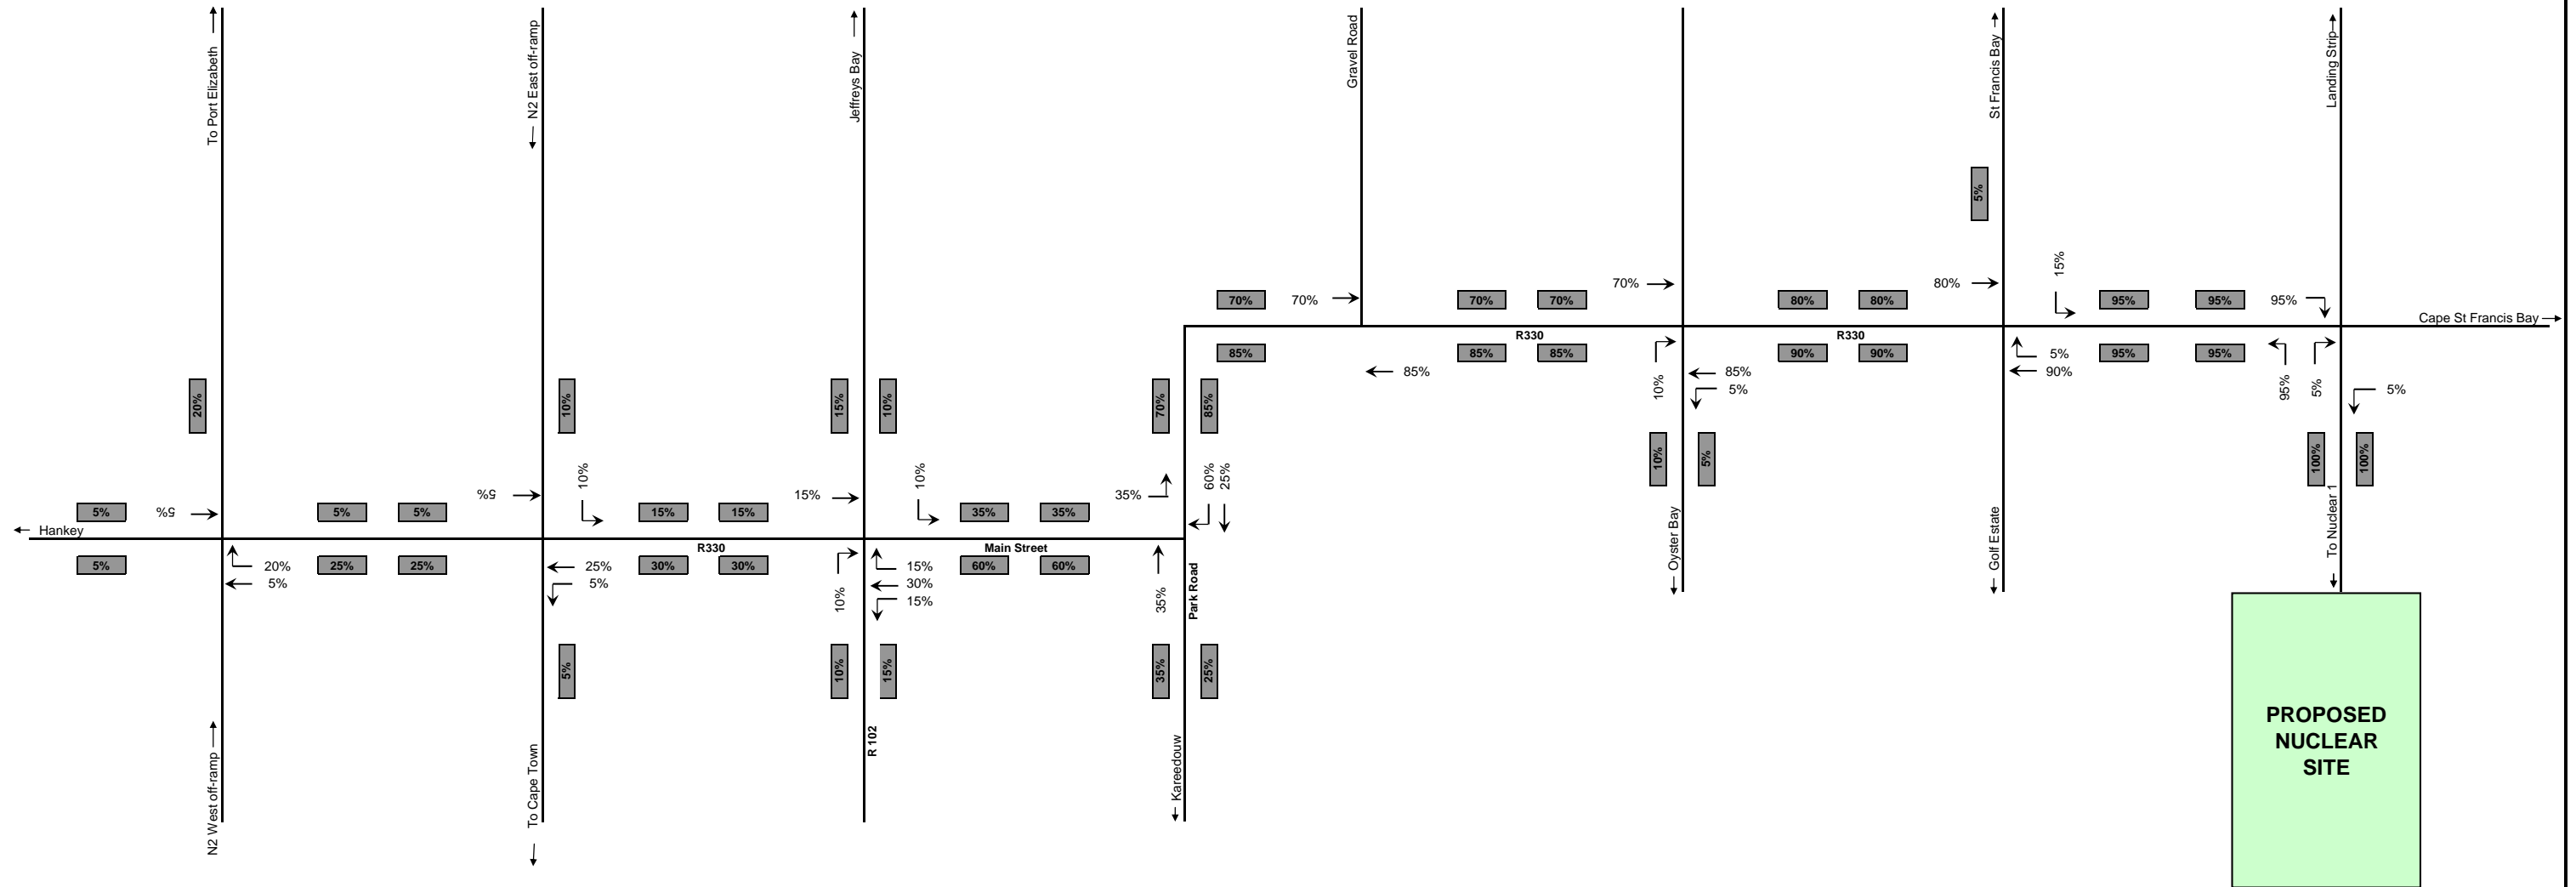 To Port Elizabeth
N2 East off-ramp
Jeffreys Bay
Gravel Road
St Francis Bay
Landing Strip
5%
15%
70% 70% 70% 70% 70% 80% 80% 80% 95% 95% 95%
Cape St Francis Bay
R330 R330
85% 85% 85% 90% 90% 5% 95% 95%
85% 10% 85% 90% 95% 5%
5% 5%
20% 10% 15% 10% 70% 85%
10% 5% 100% 100%
10% 10% 60% 25%
5% 5% 5% 5% 5% 15% 15% 15% 35% 35% 35%
Hankey
R330 Main Street
5% 20% 25% 25% 25% 30% 30% 15% 60% 60%
5% 5% 10% 30% 35%
15%
Park Road
Oyster Bay
Golf Estate
To Nuclear 1
5% 10% 15% 35% 25%
R 102
N2 West off-ramp
To Cape Town
Kareedouw
PROPOSED
NUCLEAR
SITE